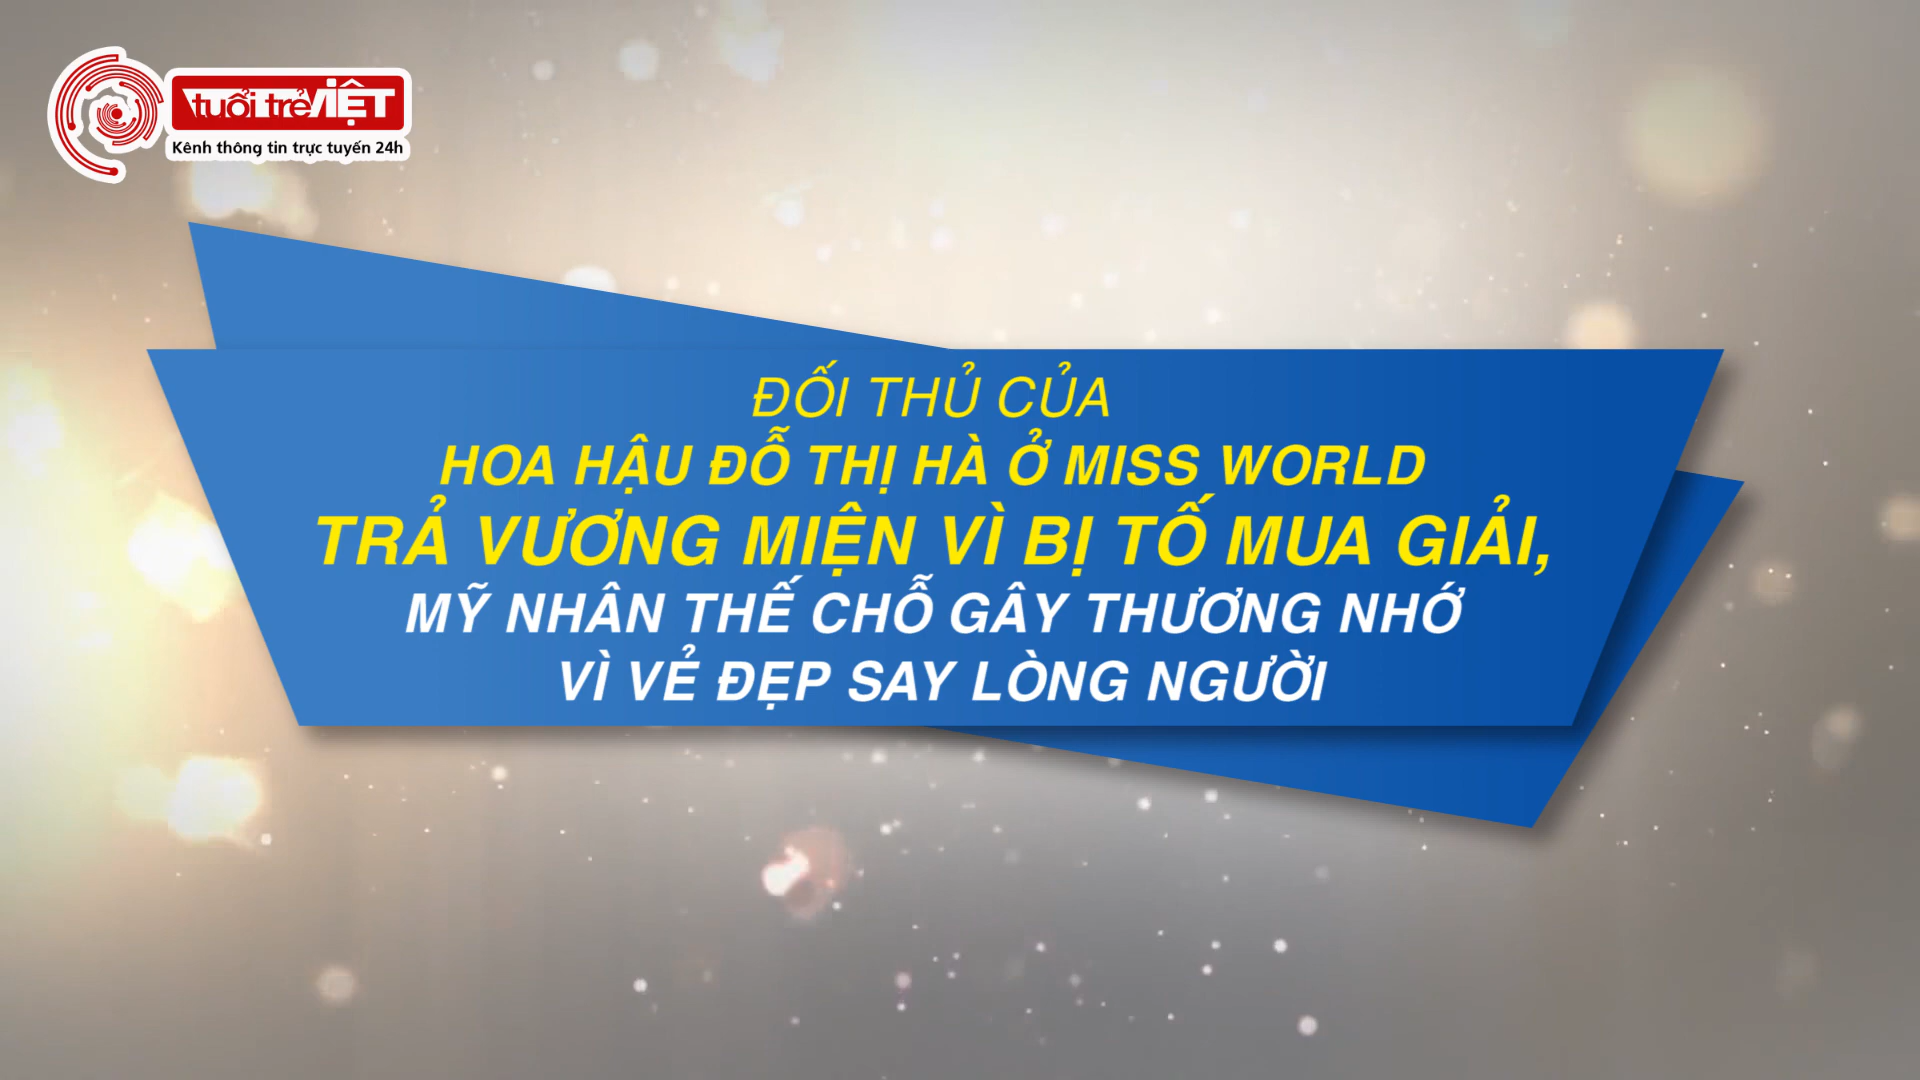 tuổi trẻ VIỆT
Kênh thông tin trực tuyến 24h
ĐỐI THỦ CỦA
HOA HẬU ĐỖ THỊ HÀ Ở MISS WORLD
TRẢ VƯƠNG MIỆN VÌ BỊ TỐ MUA GIẢI,
MỸ NHÂN THẾ CHỖ GÂY THƯƠNG NHỚ
VÌ VẺ ĐẸP SAY LÒNG NGƯỜI